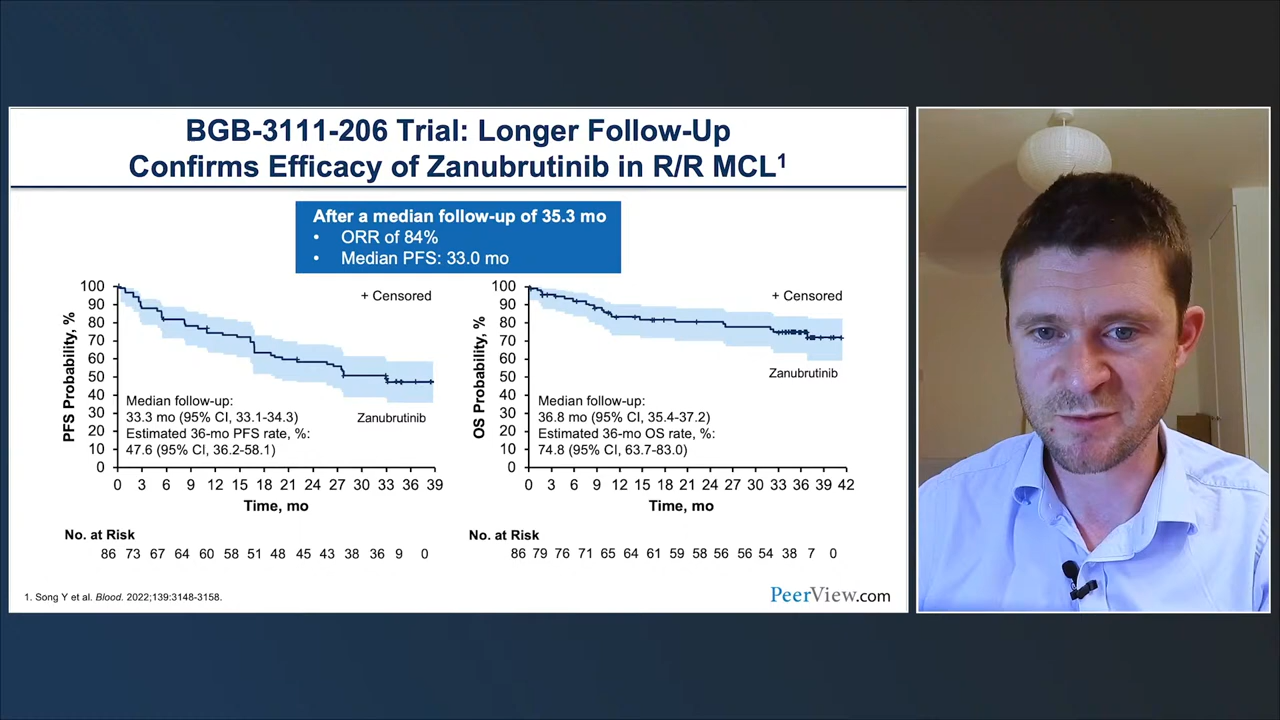 BGB-3111-206 Trial: Longer Follow-Up
Confirms Efficacy of Zanubrutinib in R/R MCL1
After a median follow-up of 35.3 mo
• ORR of 84%
• Median PFS: 33.0 mo
PFS Probability, %
100
90
80
70
60
50
40
30
20
10
0
+ Censored
Median follow-up:
33.3 mo (95% CI, 33.1-34.3)
Estimated 36-mo PFS rate, %:
47.6 (95% CI, 36.2-58.1)
Zanubrutinib
0 3 6 9 12 15 18 21 24 27 30 33 36 39
Time, mo
No. at Risk
86 73 67 64 60 58 51 48 45 43 38 36 9 0
OS Probability, %
100
90
80
70
60
50
40
30
20
10
0
+ Censored
Zanubrutinib
Median follow-up:
36.8 mo (95% CI, 35.4-37.2)
Estimated 36-mo OS rate, %:
74.8 (95% CI, 63.7-83.0)
0 3 6 9 12 15 18 21 24 27 30 33 36 39 42
Time, mo
No. at Risk
86 79 76 71 65 64 61 59 58 56 56 54 38 7 0
1. Song Y et al. Blood. 2022;139:3148-3158.
PeerView.com